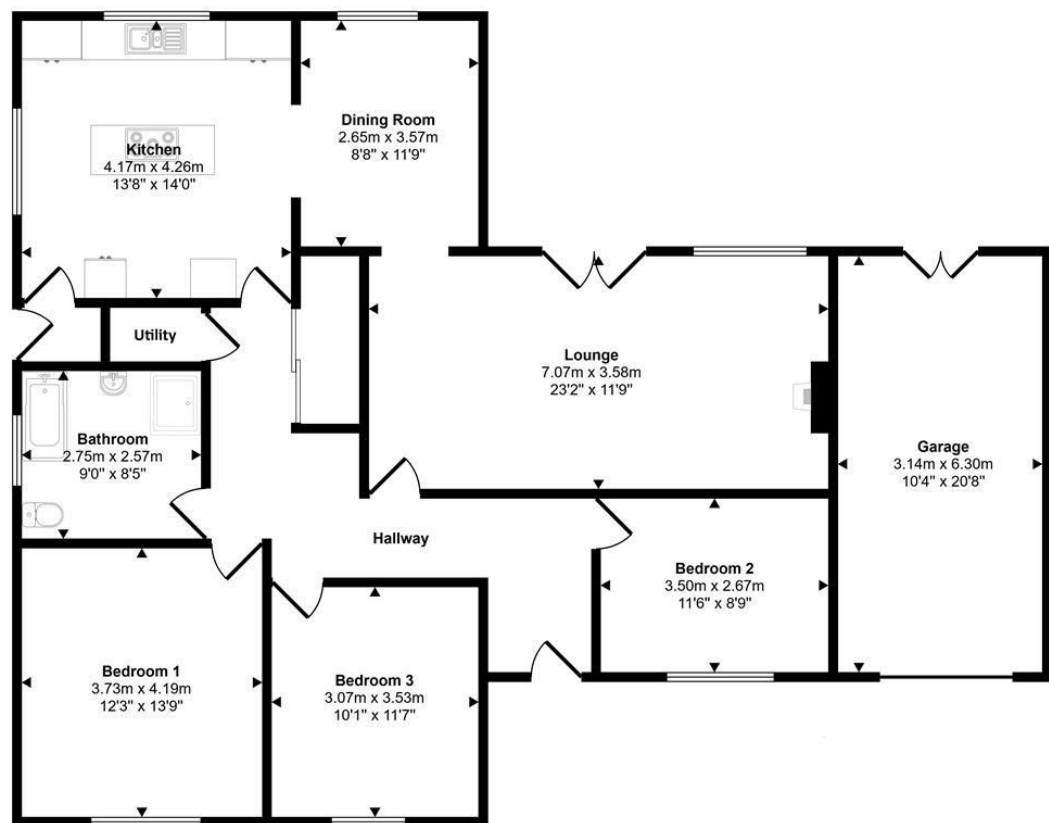 Kitchen
4.17m x 4.26m
13'8" x 14'0"
Dining Room
2.65m x 3.57m
8'8" x 11'9"
Utility
Lounge
7.07m x 3.58m
23'2" x 11'9"
Bathroom
2.75m x 2.57m
9'0" x 8'5"
Garage
3.14m x 6.30m
10'4" x 20'8"
Hallway
Bedroom 2
3.50m x 2.67m
11'6" x 8'9"
Bedroom 1
3.73m x 4.19m
12'3" x 13'9"
Bedroom 3
3.07m x 3.53m
10'1" x 11'7"